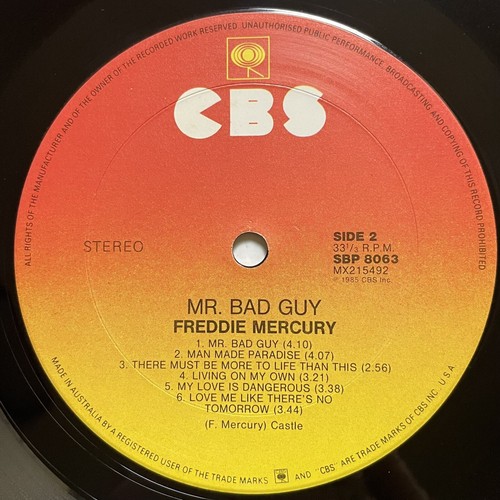 ALL RIGHTS OF THE MANUFACTURER AND OF THE OWNER OF THE RECORDED WORK RESERVED. UNAUTHORISED PUBLIC PERFORMANCE, BROADCASTING AND COPYING OF THIS RECORD PROHIBITED
CBS
STEREO
SIDE 2
33⅓ R.P.M.
SBP 8063
MX215492
℗ 1985 CBS Inc.
MR. BAD GUY
FREDDIE MERCURY
1. MR. BAD GUY (4.10)
2. MAN MADE PARADISE (4.07)
3. THERE MUST BE MORE TO LIFE THAN THIS (2.56)
4. LIVING ON MY OWN (3.21)
5. MY LOVE IS DANGEROUS (3.38)
6. LOVE ME LIKE THERE'S NO
TOMORROW (3.44)
(F. Mercury) Castle
MADE IN AUSTRALIA BY A REGISTERED USER OF THE TRADE MARKS AND "CBS" ARE TRADE MARKS OF CBS INC. U.S.A.